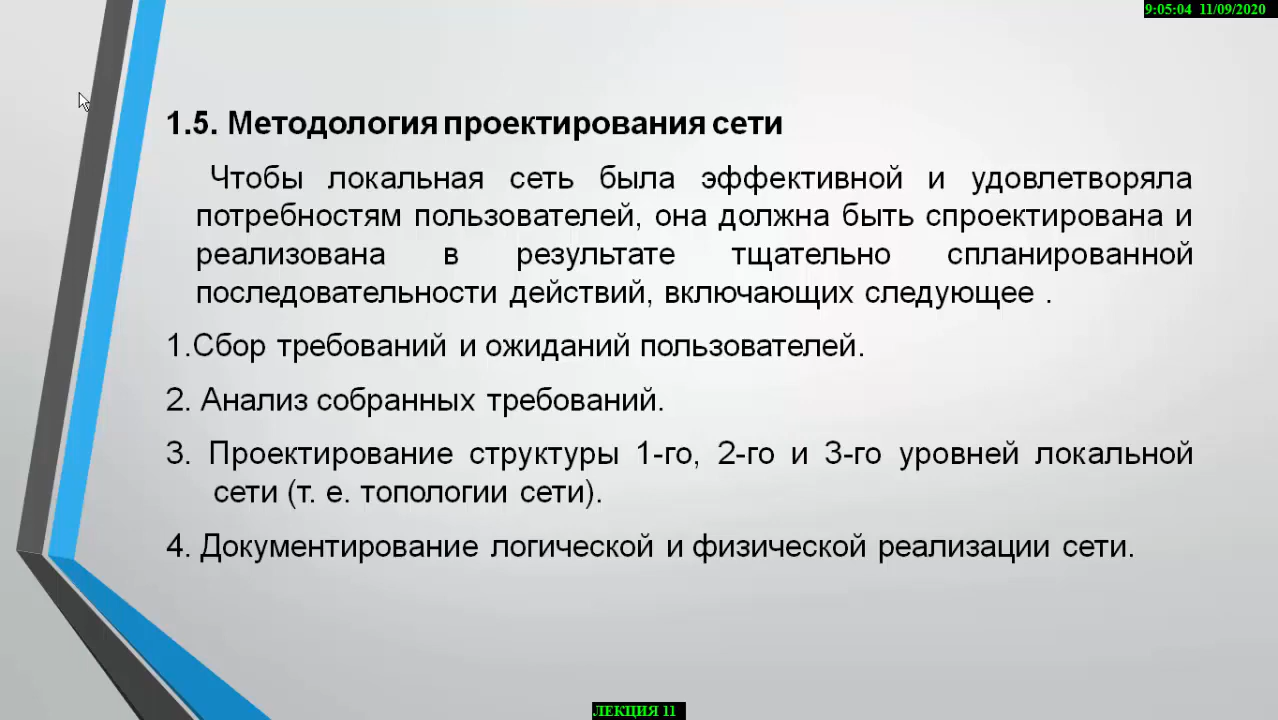 9:05:04 11/09/2020
1.5. Методология проектирования сети
Чтобы локальная сеть была эффективной и удовлетворяла
потребностям пользователей, она должна быть спроектирована и
реализована в результате тщательно спланированной
последовательности действий, включающих следующее .
1.Сбор требований и ожиданий пользователей.
2. Анализ собранных требований.
3. Проектирование структуры 1-го, 2-го и 3-го уровней локальной
сети (т. е. топологии сети).
4. Документирование логической и физической реализации сети.
ЛЕКЦИЯ 11